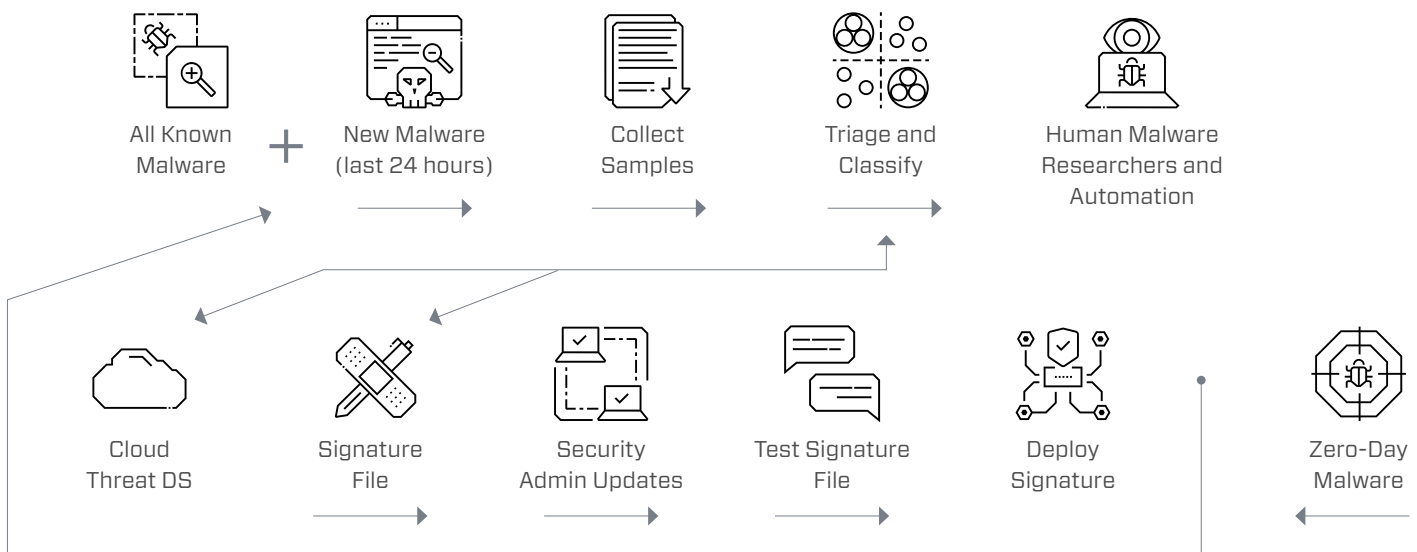 All Known
Malware
New Malware
(last 24 hours)
Collect
Samples
Triage and
Classify
Human Malware
Researchers and
Automation
Cloud
Threat DS
Signature
File
Security
Admin Updates
Test Signature
File
Deploy
Signature
Zero-Day
Malware